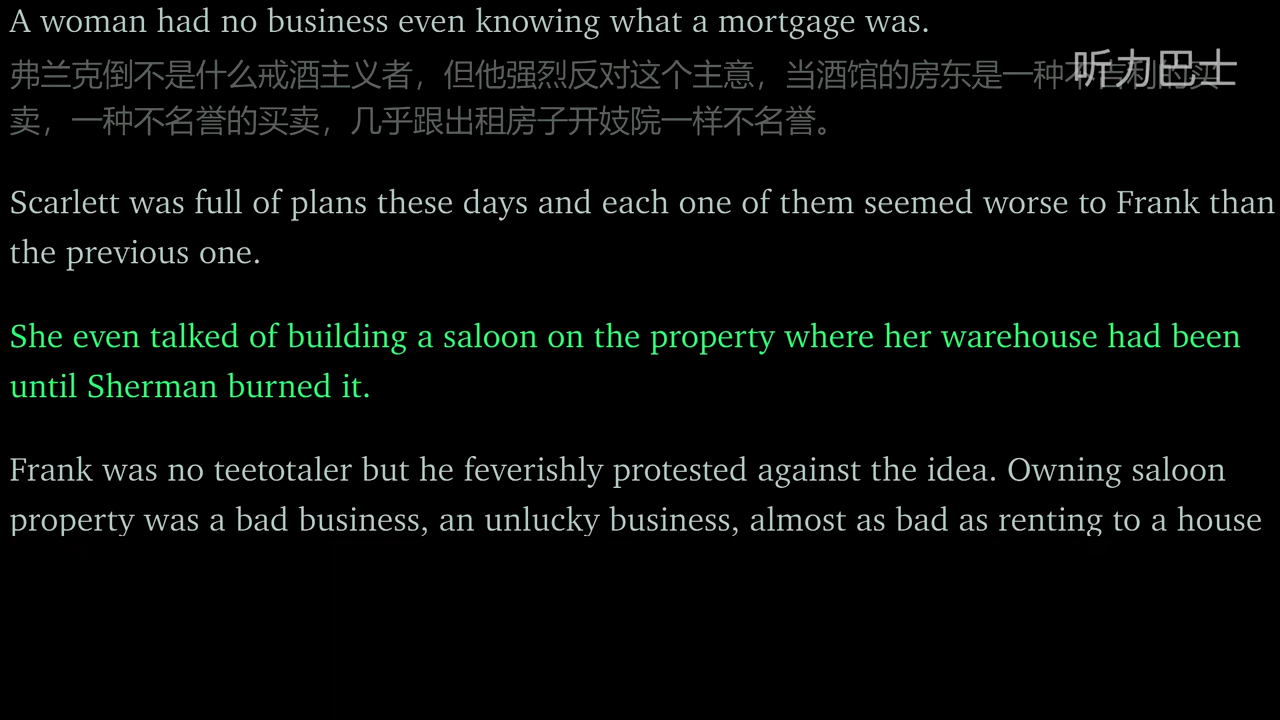 A woman had no business even knowing what a mortgage was.
弗兰克倒不是什么戒酒主义者，但他强烈反对这个主意，当酒馆的房东是一种不吉利的买
听力巴士
卖，一种不名誉的买卖，几乎跟出租房子开妓院一样不名誉。
Scarlett was full of plans these days and each one of them seemed worse to Frank than
the previous one.
She even talked of building a saloon on the property where her warehouse had been
until Sherman burned it.
Frank was no teetotaler but he feverishly protested against the idea. Owning saloon
property was a bad business, an unlucky business, almost as bad as renting to a house